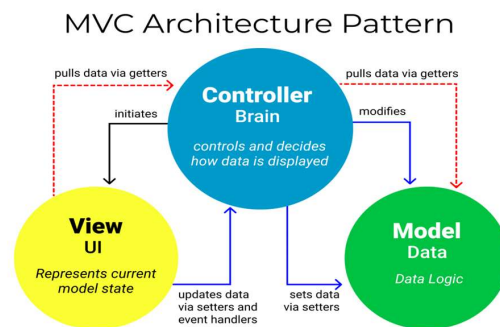 MVC Architecture Pattern
pulls data via getters
pulls data via getters
Controller
Brain
controls and decides
how data is displayed
initiates
modifies
View
UI
Represents current
model state
Model
Data
Data Logic
updates data
via setters and
event handlers
sets data
via setters